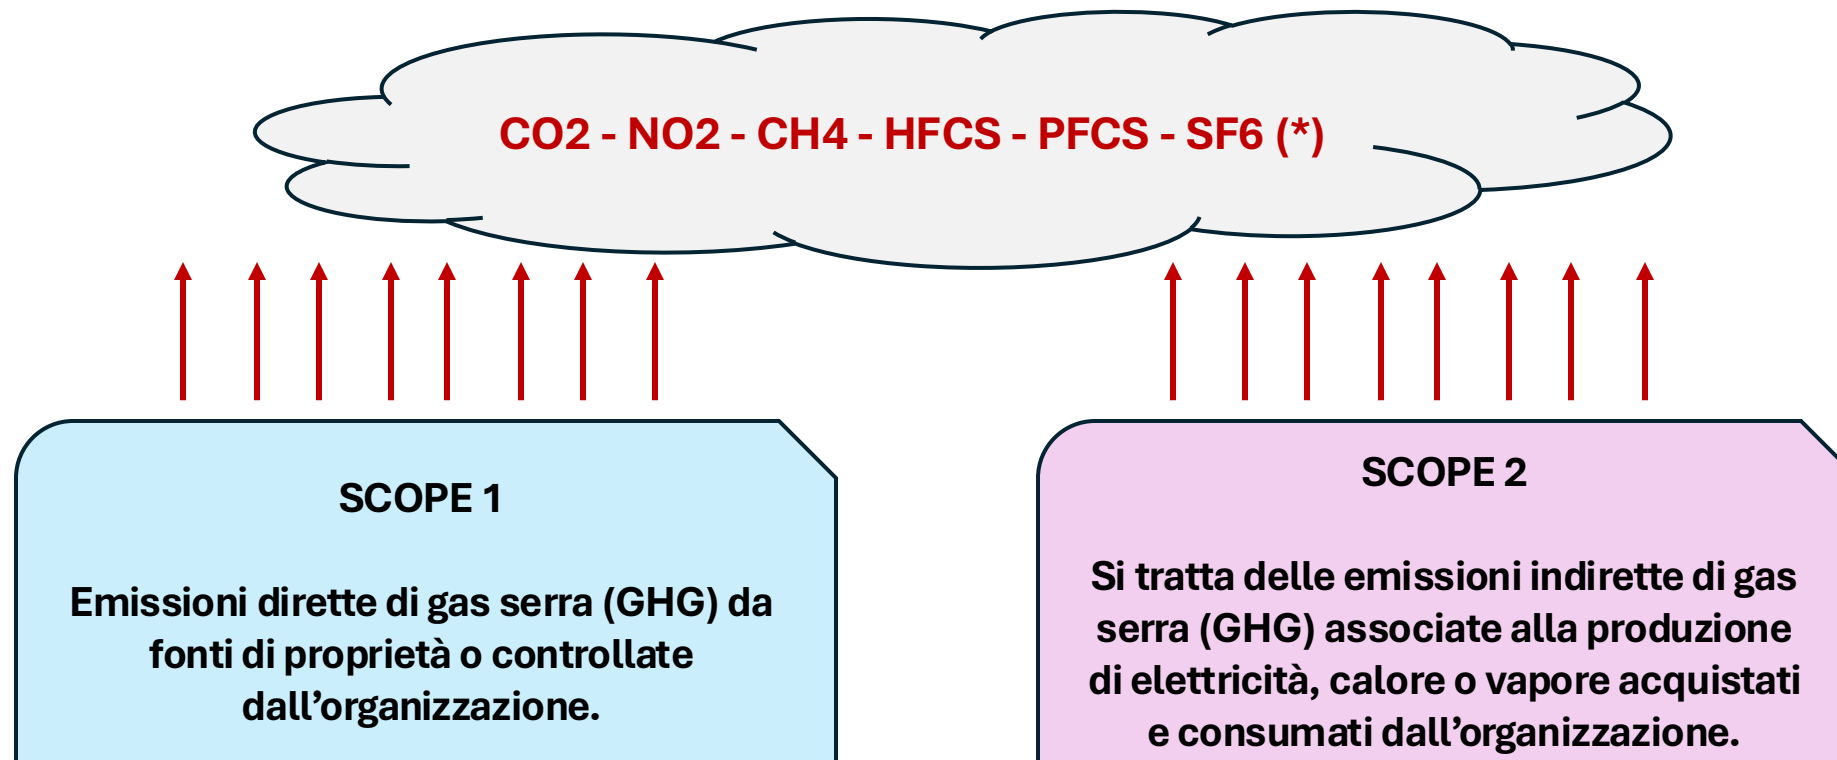 CO2 - NO2 - CH4 - HFCS - PFCS - SF6 (*)
SCOPE 1
Emissioni dirette di gas serra (GHG) da
fonti di proprietà o controllate
dall’organizzazione.
SCOPE 2
Si tratta delle emissioni indirette di gas
serra (GHG) associate alla produzione
di elettricità, calore o vapore acquistati
e consumati dall’organizzazione.